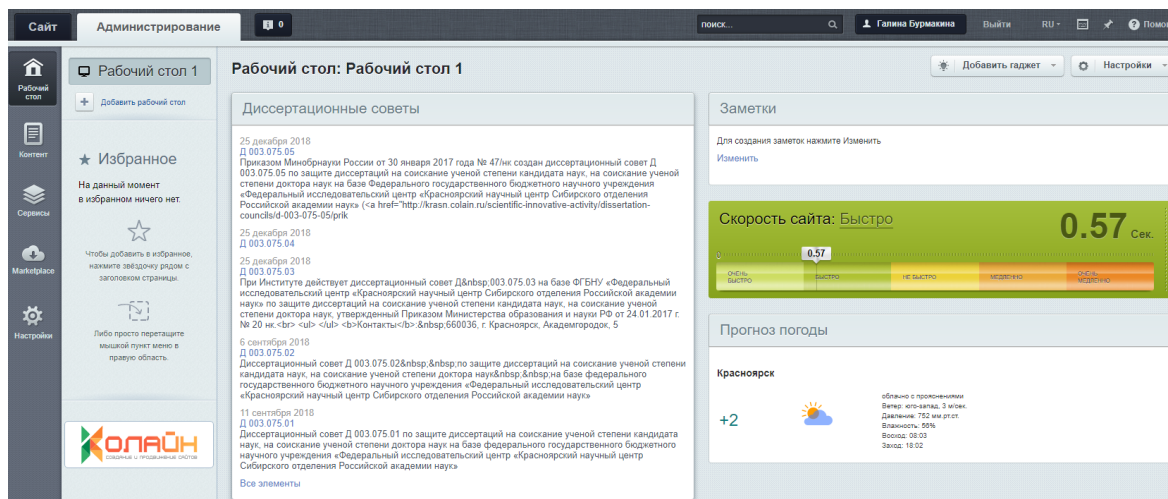 Сайт
Администрирование
0
поиск...
Галина Бурмакина
Выйти
RU
Помо
Рабочий стол
Контент
Сервисы
Marketplace
Настройки
Рабочий стол 1
Добавить рабочий стол
Избранное
На данный момент
в избранном ничего нет.
Чтобы добавить в избранное,
нажмите звёздочку рядом с
заголовком страницы.
Либо просто перетащите
мышкой пункт меню в
правую область.
Колайн
СОЗДАНИЕ И ПРОДВИЖЕНИЕ САЙТОВ
Рабочий стол: Рабочий стол 1
Добавить гаджет
Настройки
Диссертационные советы
25 декабря 2018
Д 003.075.05
Приказом Минобрнауки России от 30 января 2017 года № 47/нк создан диссертационный совет Д
003.075.05 по защите диссертаций на соискание ученой степени кандидата наук, на соискание ученой
степени доктора наук на базе Федерального государственного бюджетного научного учреждения
«Федеральный исследовательский центр «Красноярский научный центр Сибирского отделения
Российской академии наук» (<a href="http://krasn.colain.ru/scientific-innovative-activity/dissertation-
councils/d-003-075-05/prik
25 декабря 2018
Д 003.075.04
25 декабря 2018
Д 003.075.03
При Институте действует диссертационный совет Д&nbsp;003.075.03 на базе ФГБНУ «Федеральный
исследовательский центр «Красноярский научный центр Сибирского отделения Российской академии
наук» по защите диссертаций на соискание ученой степени кандидата наук, на соискание ученой
степени доктора наук, утвержденный Приказом Министерства образования и науки РФ от 24.01.2017 г.
№ 20 нк.<br> <ul> </ul> <b>Контакты</b>:&nbsp;660036, г. Красноярск, Академгородок, 5
6 сентября 2018
Д 003.075.02
Диссертационный совет Д 003.075.02&nbsp;&nbsp;по защите диссертаций на соискание ученой степени
кандидата наук, на соискание ученой степени доктора наук&nbsp;&nbsp;на базе федерального
государственного бюджетного научного учреждения «Федеральный исследовательский центр
«Красноярский научный центр Сибирского отделения Российской академии наук»
11 сентября 2018
Д 003.075.01
Диссертационный совет Д 003.075.01 по защите диссертаций на соискание ученой степени кандидата
наук, на соискание ученой степени доктора наук на базе федерального государственного бюджетного
научного учреждения «Федеральный исследовательский центр «Красноярский научный центр
Сибирского отделения Российской академии наук»
Все элементы
Заметки
Для создания заметок нажмите Изменить
Изменить
Скорость сайта: Быстро
0.57 Сек.
0
0.57
ОЧЕНЬ БЫСТРО
БЫСТРО
НЕ БЫСТРО
МЕДЛЕННО
ОЧЕНЬ МЕДЛЕННО
Прогноз погоды
Красноярск
+2
облачно с прояснениями
Ветер: юго-запад, 3 м/сек.
Давление: 752 мм.рт.ст.
Влажность: 56%
Восход: 08:03
Заход: 18:02